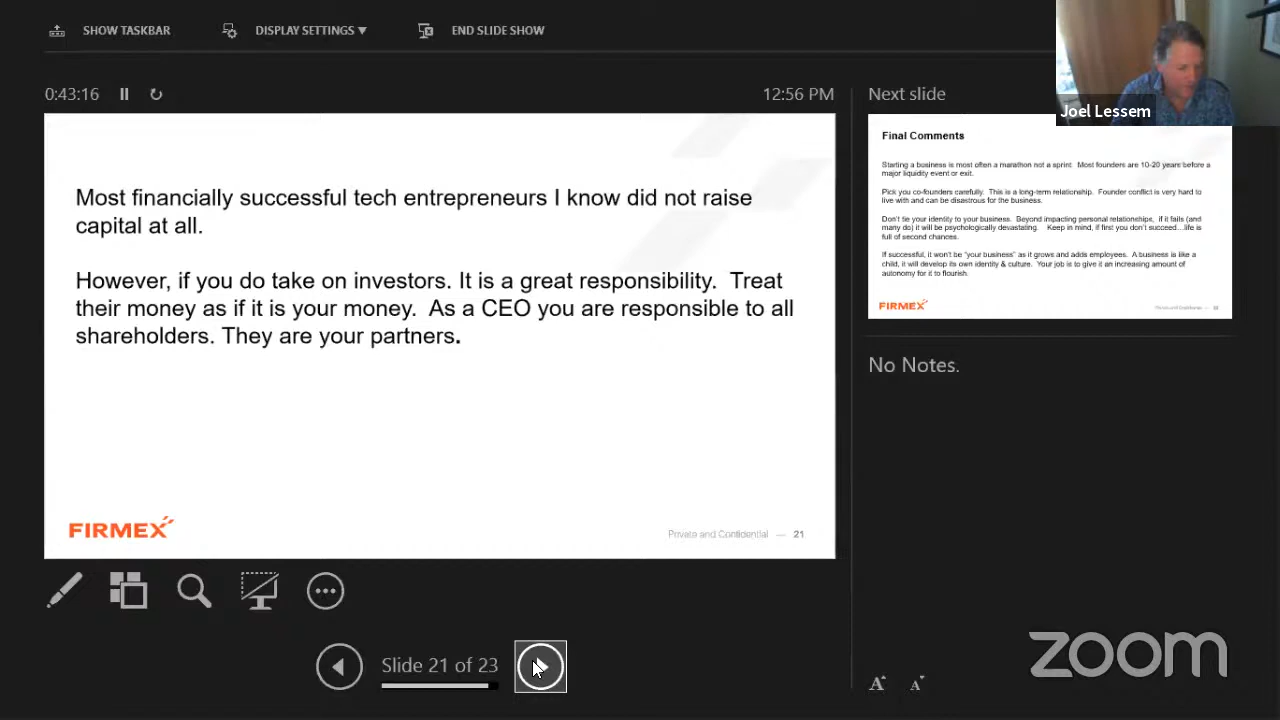 SHOW TASKBAR
DISPLAY SETTINGS
END SLIDE SHOW
Joel Lessem
0:43:16
12:56 PM
Next slide
Most financially successful tech entrepreneurs I know did not raise
capital at all.
However, if you do take on investors. It is a great responsibility.  Treat
their money as if it is your money.  As a CEO you are responsible to all
shareholders. They are your partners.
FIRMEX
Private and Confidential — 21
Final Comments
Starting a business is most often a marathon not a sprint.  Most founders are 10-20 years before a
major liquidity event or exit.
Pick you co-founders carefully.  This is a long-term relationship.  Founder conflict is very hard to
live with and can be disastrous for the business.
Don't tie your identity to your business.  Beyond impacting personal relationships,  if it fails (and
many do) it will be psychologically devastating.    Keep in mind, if first you don't succeed…life is
full of second chances.
If successful, it won't be "your business" as it grows and adds employees.  A business is like a
child, it will develop its own identity & culture.  Your job is to give it an increasing amount of
autonomy for it to flourish.
FIRMEX
Private and Confidential —
No Notes.
Slide 21 of 23
A A
zoom